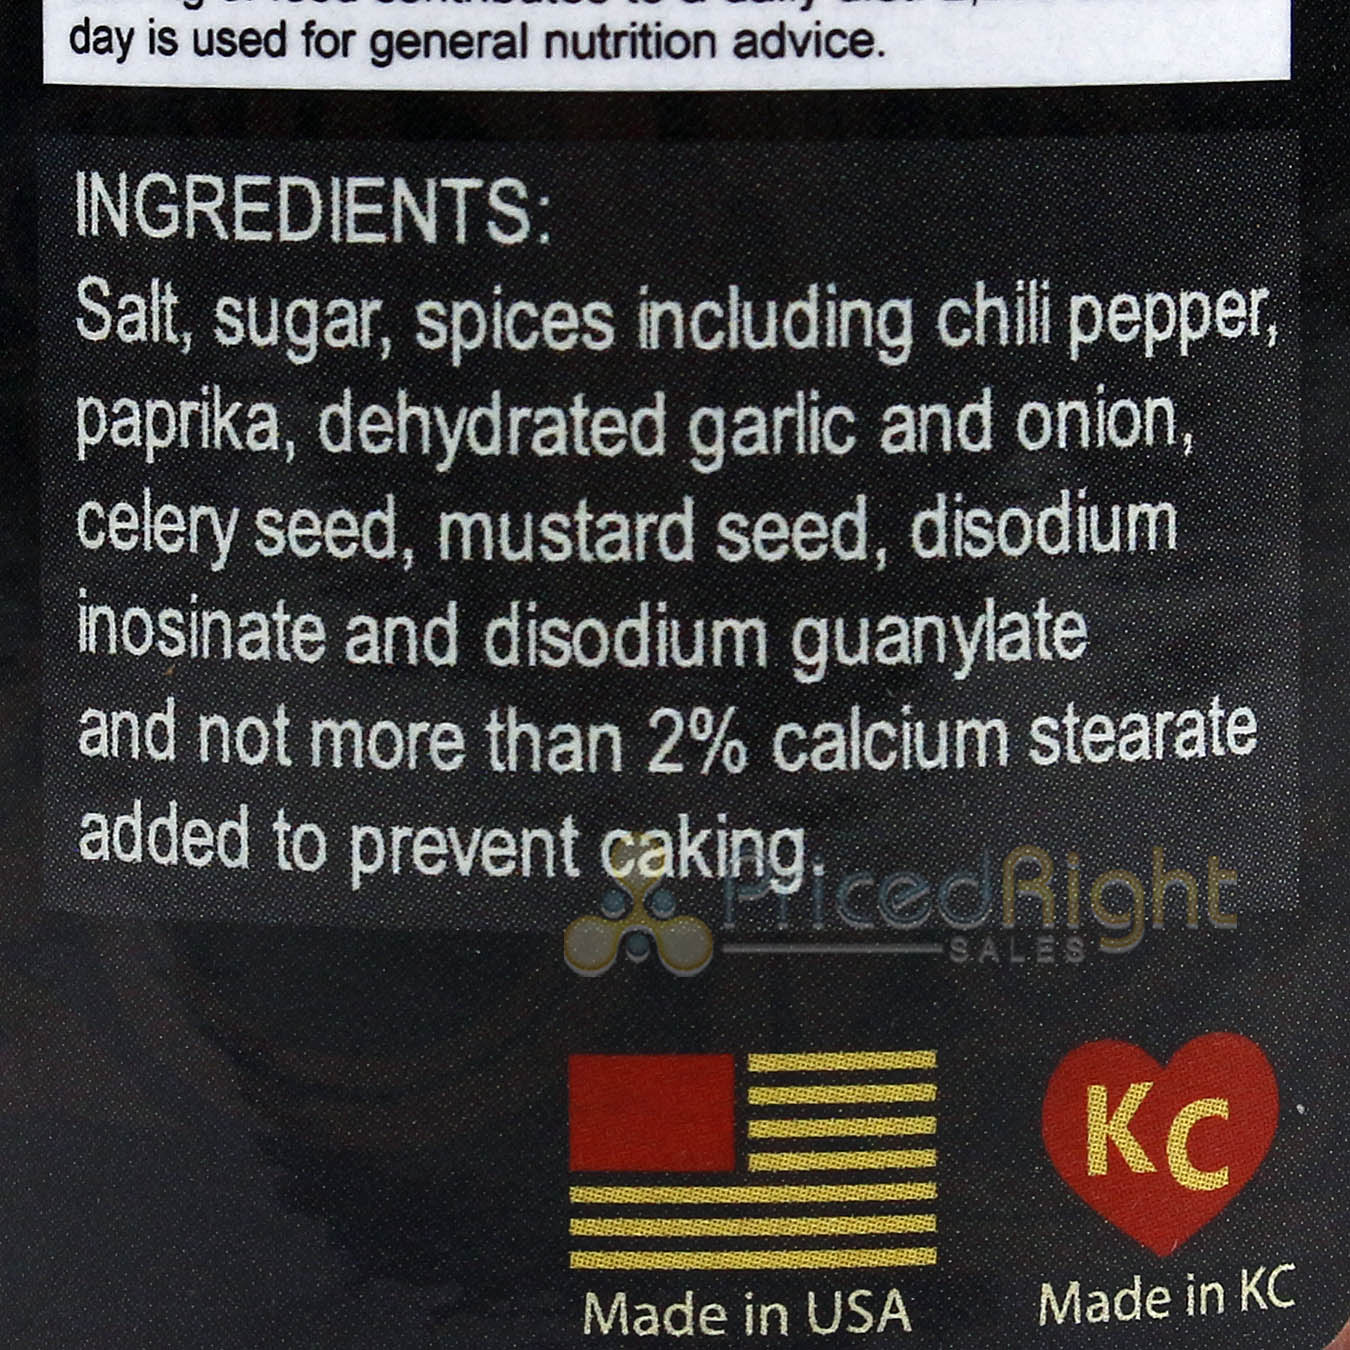 day is used for general nutrition advice.
INGREDIENTS:
Salt, sugar, spices including chili pepper,
paprika, dehydrated garlic and onion,
celery seed, mustard seed, disodium
inosinate and disodium guanylate
and not more than 2% calcium stearate
added to prevent caking.
PricedRight
SALES
KC
Made in USA
Made in KC